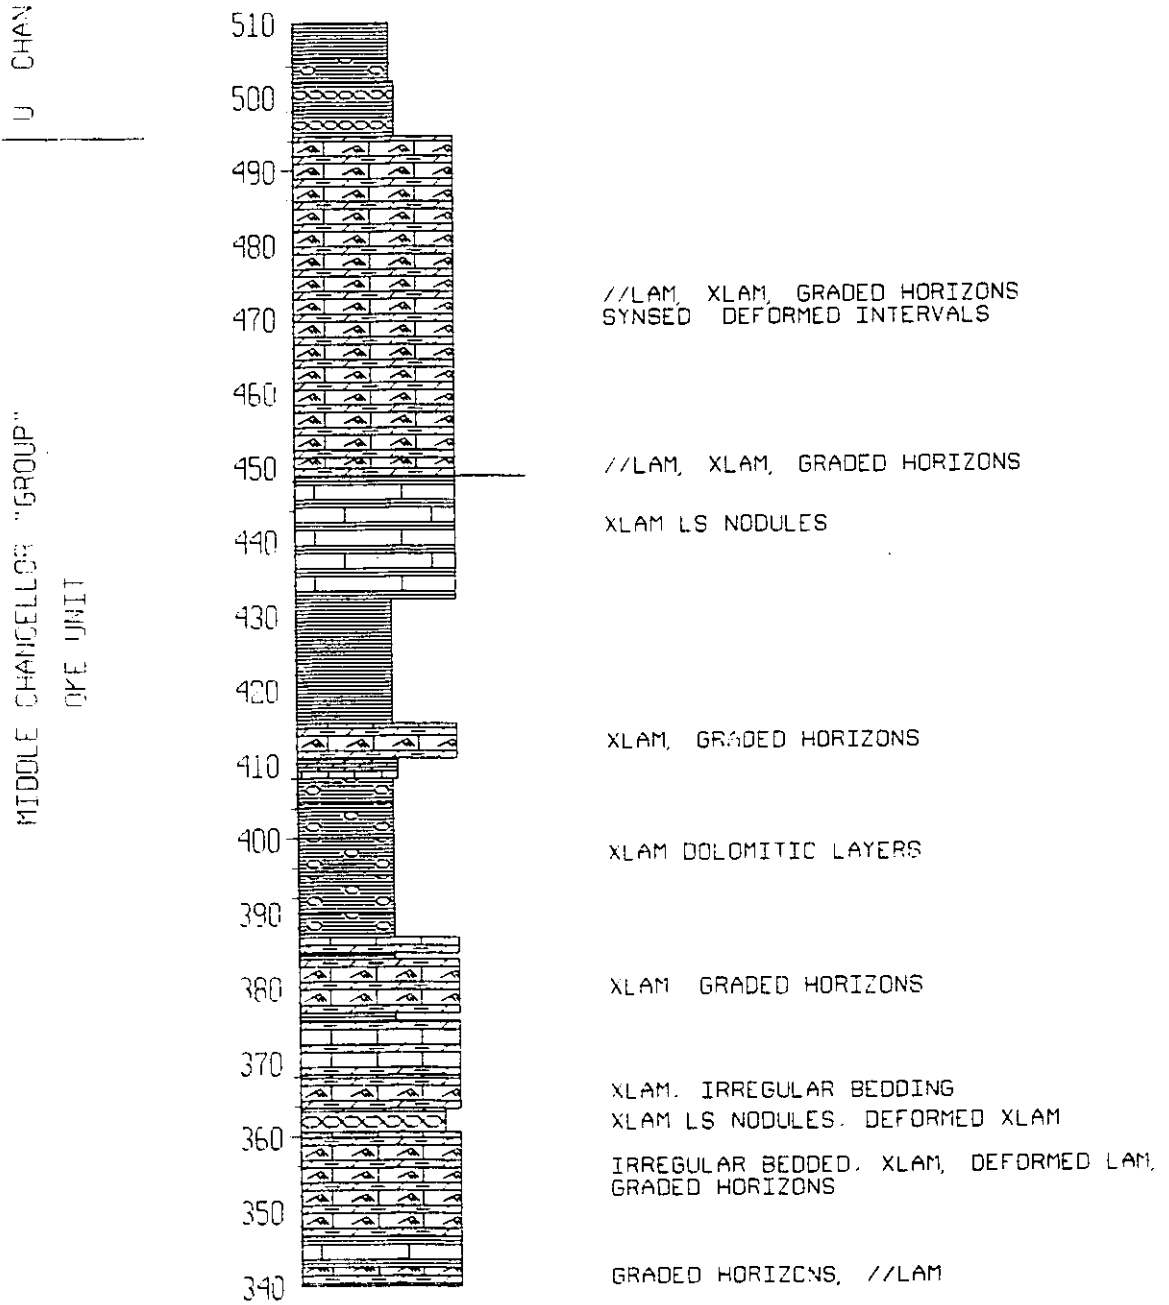 U CHAN
510
500
490
480
//LAM, XLAM, GRADED HORIZONS
SYNSED DEFORMED INTERVALS
470
460
450
//LAM, XLAM, GRADED HORIZONS
XLAM LS NODULES
440
430
420
XLAM, GRADED HORIZONS
410
400
XLAM DOLOMITIC LAYERS
390
380
XLAM GRADED HORIZONS
370
XLAM. IRREGULAR BEDDING
XLAM LS NODULES. DEFORMED XLAM
360
IRREGULAR BEDDED. XLAM, DEFORMED LAM,
GRADED HORIZONS
350
GRADED HORIZONS, //LAM
340
MIDDLE CHANCELLOR "GROUP"
UNIT